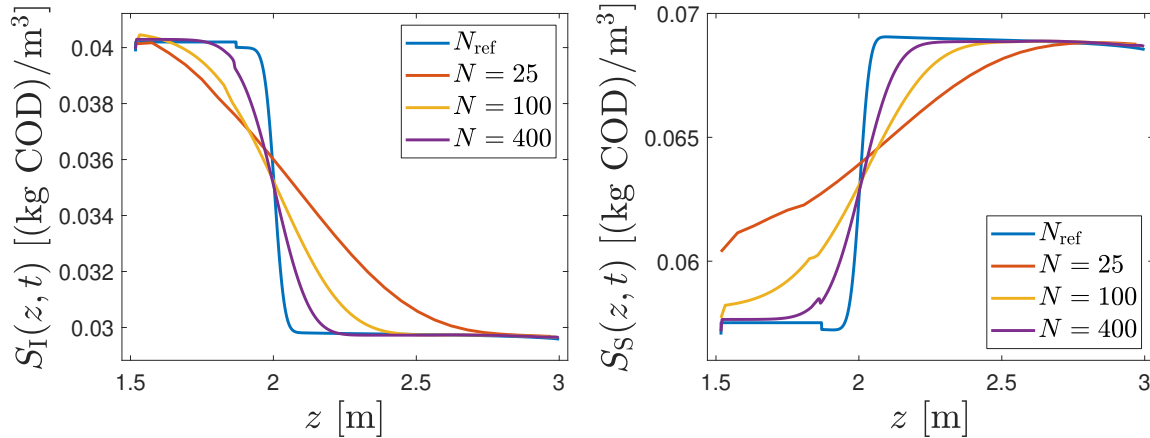 S_I(z, t) [(kg COD)/m³]
0.04
0.038
0.036
0.034
0.032
0.03
1.5 2 2.5 3
z [m]
N_ref
N = 25
N = 100
N = 400
S_S(z, t) [(kg COD)/m³]
0.07
0.065
0.06
1.5 2 2.5 3
z [m]
N_ref
N = 25
N = 100
N = 400